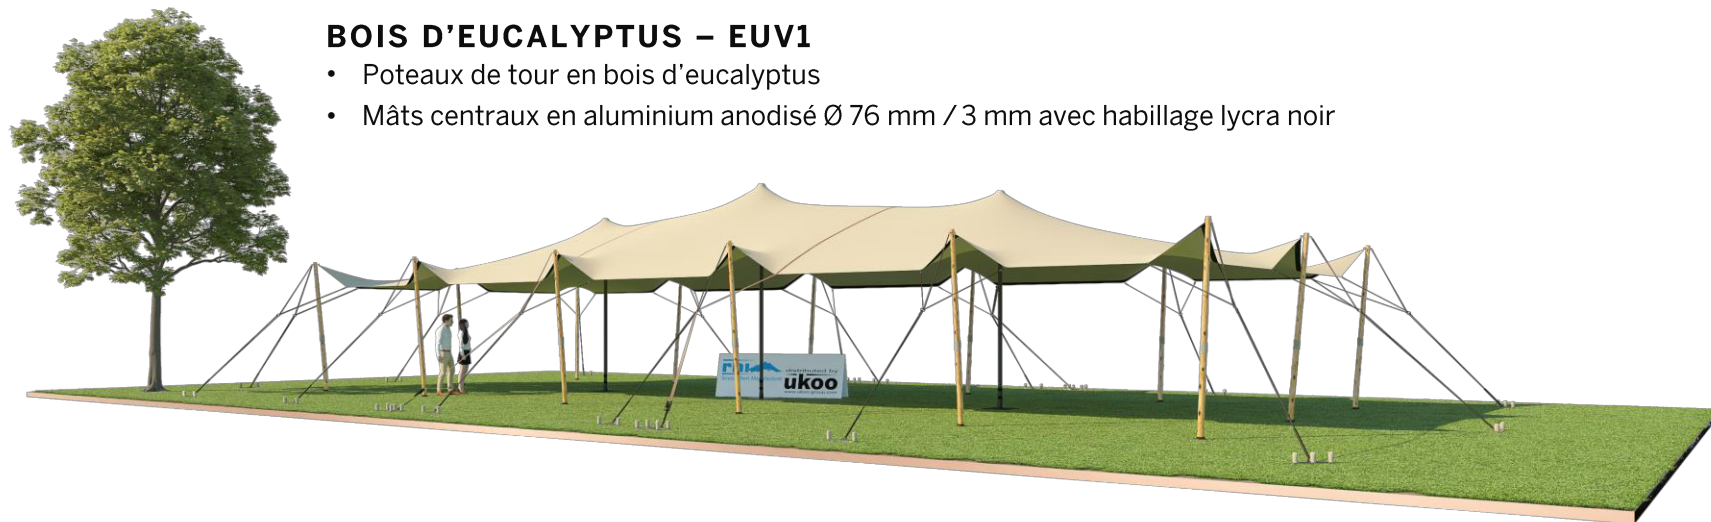 BOIS D'EUCALYPTUS – EUV1
• Poteaux de tour en bois d'eucalyptus
• Mâts centraux en aluminium anodisé Ø 76 mm / 3 mm avec habillage lycra noir
distributed by
ukoo